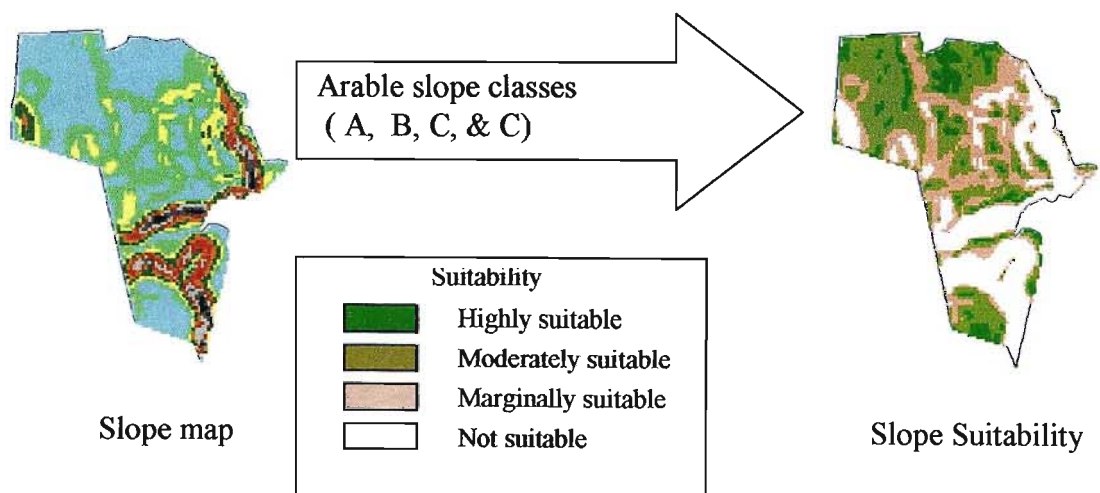 Arable slope classes
( A, B, C, & C)
Suitability
Highly suitable
Moderately suitable
Marginally suitable
Not suitable
Slope map
Slope Suitability